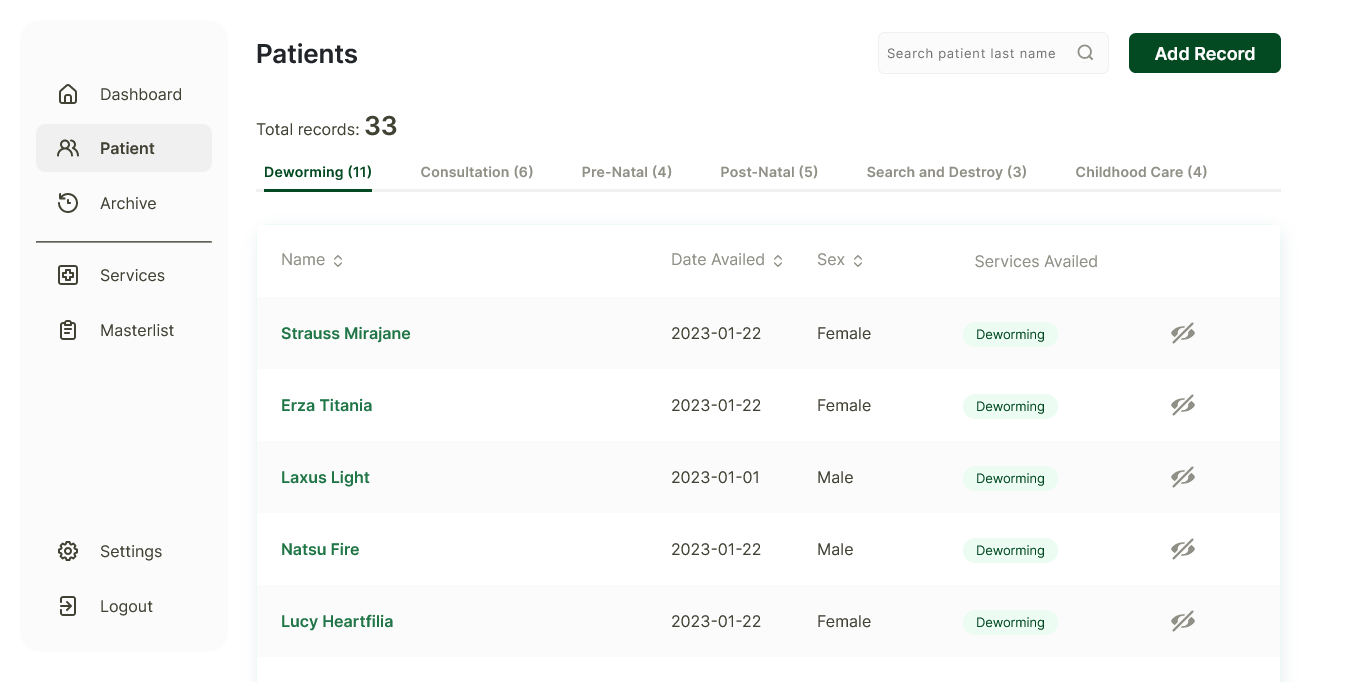 Dashboard
Patient
Archive
Services
Masterlist
Settings
Logout
Patients
Search patient last name
Add Record
Total records: 33
Deworming (11) Consultation (6) Pre-Natal (4) Post-Natal (5) Search and Destroy (3) Childhood Care (4)
Name Date Availed Sex Services Availed
Strauss Mirajane 2023-01-22 Female Deworming
Erza Titania 2023-01-22 Female Deworming
Laxus Light 2023-01-01 Male Deworming
Natsu Fire 2023-01-22 Male Deworming
Lucy Heartfilia 2023-01-22 Female Deworming